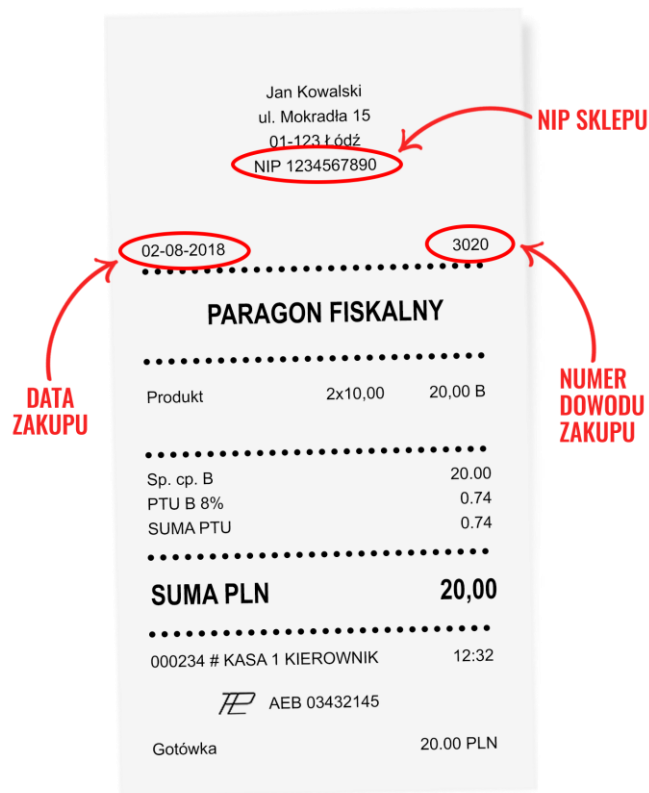 Jan Kowalski
ul. Mokradła 15
01-123 Łódź
NIP 1234567890
NIP SKLEPU
02-08-2018 3020
PARAGON FISKALNY
Produkt 2x10,00 20,00 B
DATA
ZAKUPU
NUMER
DOWODU
ZAKUPU
Sp. cp. B 20.00
PTU B 8% 0.74
SUMA PTU 0.74
SUMA PLN 20,00
000234 # KASA 1 KIEROWNIK 12:32
AEB 03432145
Gotówka 20.00 PLN